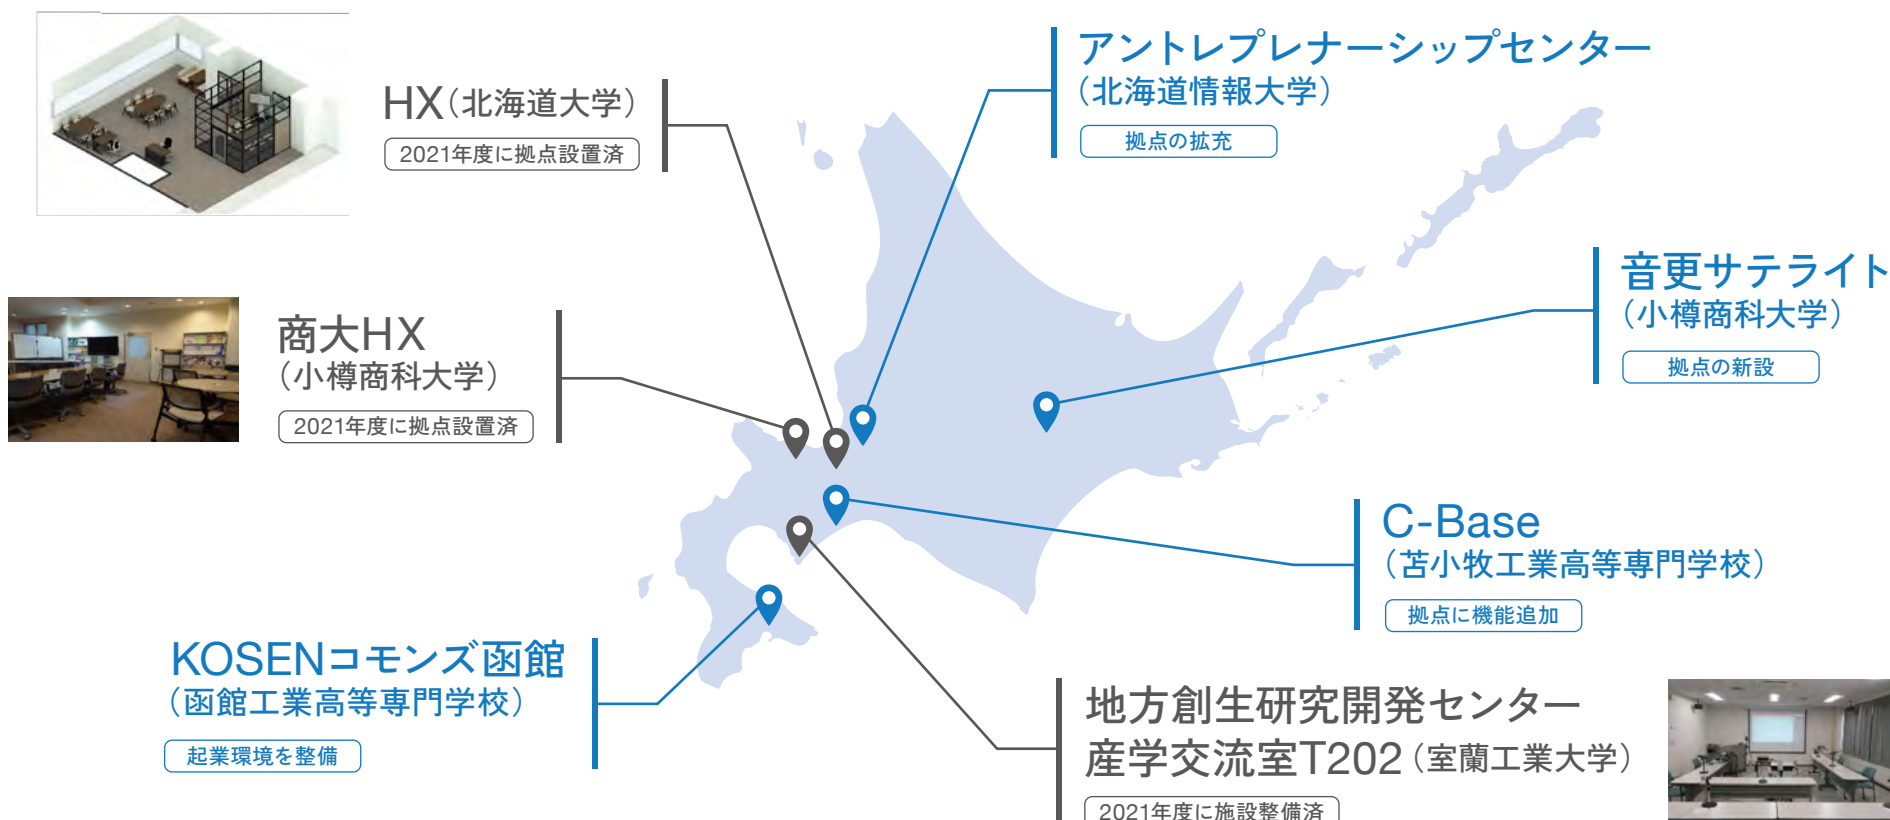 HX（北海道大学）
2021年度に拠点設置済
アントレプレナーシップセンター
（北海道情報大学）
拠点の拡充
音更サテライト
（小樽商科大学）
拠点の新設
商大HX
（小樽商科大学）
2021年度に拠点設置済
C-Base
（苫小牧工業高等専門学校）
拠点に機能追加
KOSENコモンズ函館
（函館工業高等専門学校）
起業環境を整備
地方創生研究開発センター
産学交流室T202（室蘭工業大学）
2021年度に施設整備済